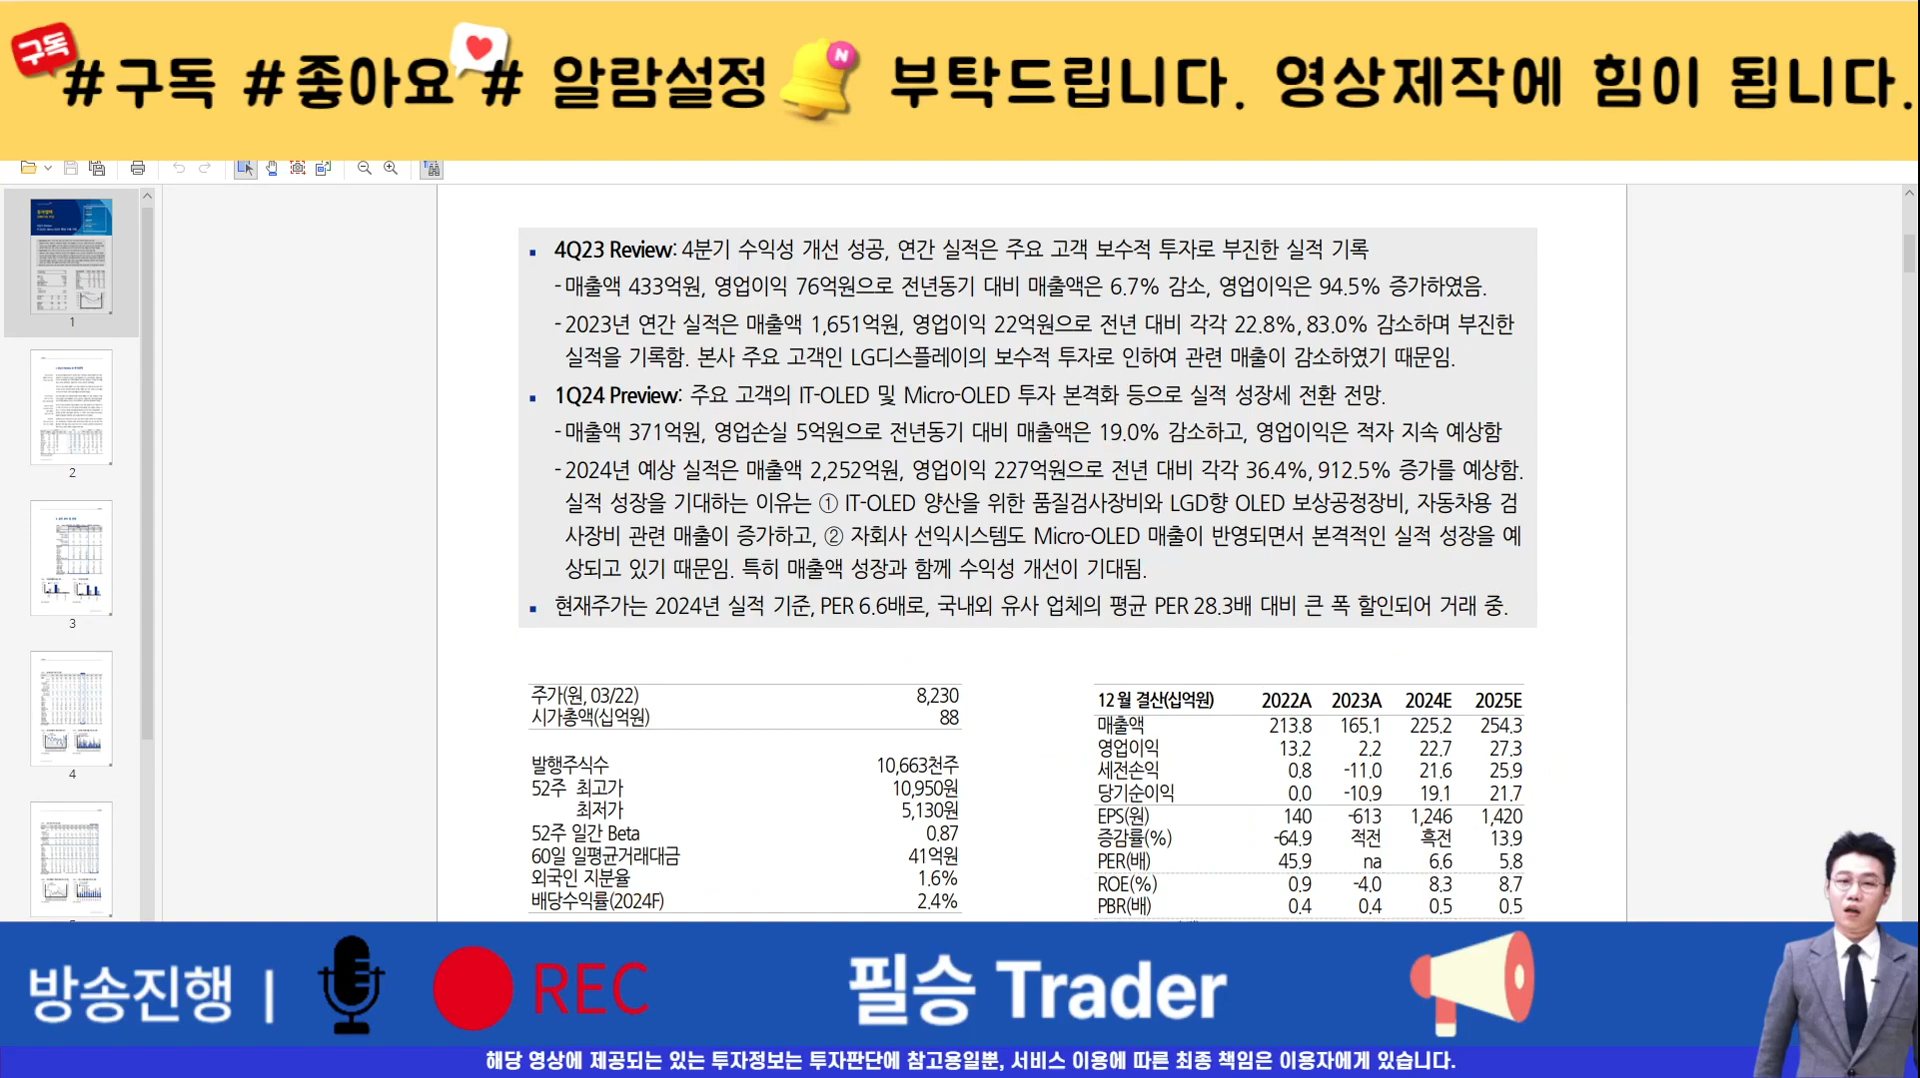 구독
#구독 #좋아요 # 알람설정 N 부탁드립니다. 영상제작에 힘이 됩니다.
1
2
3
4
▪ 4Q23 Review: 4분기 수익성 개선 성공, 연간 실적은 주요 고객 보수적 투자로 부진한 실적 기록
- 매출액 433억원, 영업이익 76억원으로 전년동기 대비 매출액은 6.7% 감소, 영업이익은 94.5% 증가하였음.
- 2023년 연간 실적은 매출액 1,651억원, 영업이익 22억원으로 전년 대비 각각 22.8%, 83.0% 감소하며 부진한
실적을 기록함. 본사 주요 고객인 LG디스플레이의 보수적 투자로 인하여 관련 매출이 감소하였기 때문임.
▪ 1Q24 Preview: 주요 고객의 IT-OLED 및 Micro-OLED 투자 본격화 등으로 실적 성장세 전환 전망.
- 매출액 371억원, 영업손실 5억원으로 전년동기 대비 매출액은 19.0% 감소하고, 영업이익은 적자 지속 예상함
- 2024년 예상 실적은 매출액 2,252억원, 영업이익 227억원으로 전년 대비 각각 36.4%, 912.5% 증가를 예상함.
실적 성장을 기대하는 이유는 ① IT-OLED 양산을 위한 품질검사장비와 LGD향 OLED 보상공정장비, 자동차용 검
사장비 관련 매출이 증가하고, ② 자회사 선익시스템도 Micro-OLED 매출이 반영되면서 본격적인 실적 성장을 예
상되고 있기 때문임. 특히 매출액 성장과 함께 수익성 개선이 기대됨.
▪ 현재주가는 2024년 실적 기준, PER 6.6배로, 국내외 유사 업체의 평균 PER 28.3배 대비 큰 폭 할인되어 거래 중.
주가(원, 03/22) 8,230
시가총액(십억원) 88
발행주식수 10,663천주
52주 최고가 10,950원
최저가 5,130원
52주 일간 Beta 0.87
60일 일평균거래대금 41억원
외국인 지분율 1.6%
배당수익률(2024F) 2.4%
12월 결산(십억원) 2022A 2023A 2024E 2025E
매출액 213.8 165.1 225.2 254.3
영업이익 13.2 2.2 22.7 27.3
세전손익 0.8 -11.0 21.6 25.9
당기순이익 0.0 -10.9 19.1 21.7
EPS(원) 140 -613 1,246 1,420
증감률(%) -64.9 적전 흑전 13.9
PER(배) 45.9 na 6.6 5.8
ROE(%) 0.9 -4.0 8.3 8.7
PBR(배) 0.4 0.4 0.5 0.5
방송진행 | REC 필승 Trader
해당 영상에 제공되는 있는 투자정보는 투자판단에 참고용일뿐, 서비스 이용에 따른 최종 책임은 이용자에게 있습니다.